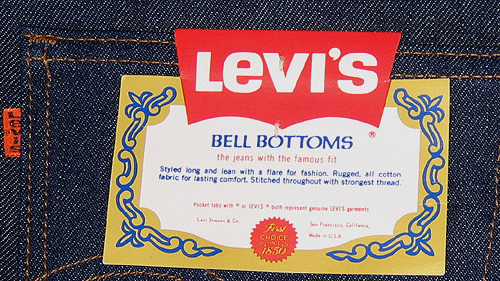 LEVI'S
®
BELL BOTTOMS
the jeans with the famous fit
Styled long and lean with a flare for fashion. Rugged, all cotton
fabric for lasting comfort. Stitched throughout with strongest thread.
Pocket tabs with ® or LEVI'S ® both represent genuine LEVI'S garments
Levi Strauss & Co.
San Francisco, California,
Made in U.S.A
First
CHOICE
1850